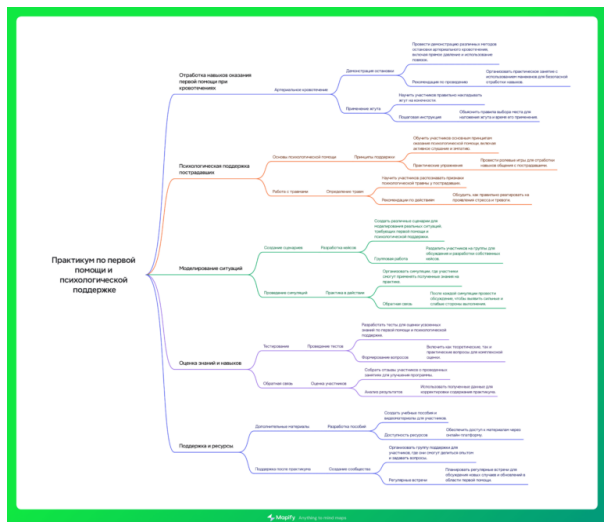 Практикум по первой
помощи и
психологической
поддержке
Отработка навыков оказания
первой помощи при
кровотечениях
Артериальное кровотечение
Демонстрация остановки
Провести демонстрацию различных методов
остановки артериального кровотечения,
включая прямое давление и использование
повязки.
Рекомендации по проведению
Организовать практическое занятие с
использованием манекенов для безопасной
отработки навыков.
Применение жгута
Научить участников правильно накладывать
жгут на конечности.
Пошаговая инструкция
Объяснить правила выбора места для
наложения жгута и время его применения.
Психологическая поддержка
пострадавших
Основы психологической помощи
Принципы поддержки
Обучить участников основным принципам
оказания психологической помощи, включая
активное слушание и эмпатию.
Практические упражнения
Провести ролевые игры для отработки
навыков общения с пострадавшими.
Работа с травмами
Определение травм
Научить участников распознавать признаки
психологической травмы у пострадавших.
Рекомендации по действиям
Обсудить, как правильно реагировать на
проявления стресса и тревоги.
Моделирование ситуаций
Создание сценариев
Разработка кейсов
Создать различные сценарии для
моделирования реальных ситуаций,
требующих первой помощи и
психологической поддержки.
Групповая работа
Разделить участников на группы для
обсуждения и разработки собственных
кейсов.
Проведение симуляций
Практика в действии
Организовать симуляции, где участники
смогут применить полученные знания на
практике.
Обратная связь
После каждой симуляции провести
обсуждение, чтобы выявить сильные и
слабые стороны выполнения.
Оценка знаний и навыков
Тестирование
Проведение тестов
Разработать тесты для оценки усвоенных
знаний по первой помощи и психологической
поддержке.
Формирование вопросов
Включить как теоретические, так и
практические вопросы для комплексной
оценки.
Обратная связь
Оценка участников
Собрать отзывы участников о проведенных
занятиях для улучшения программы.
Анализ результатов
Использовать полученные данные для
корректировки содержания практикума.
Поддержка и ресурсы
Дополнительные материалы
Разработка пособий
Создать учебные пособия и
видеоматериалы для участников.
Доступность ресурсов
Обеспечить доступ к материалам через
онлайн-платформу.
Поддержка после практикума
Создание сообщества
Организовать группу поддержки для
участников, где они смогут делиться опытом
и задавать вопросы.
Регулярные встречи
Планировать регулярные встречи для
обсуждения новых случаев и обновлений в
области первой помощи.
Mapify
Anything to mind maps